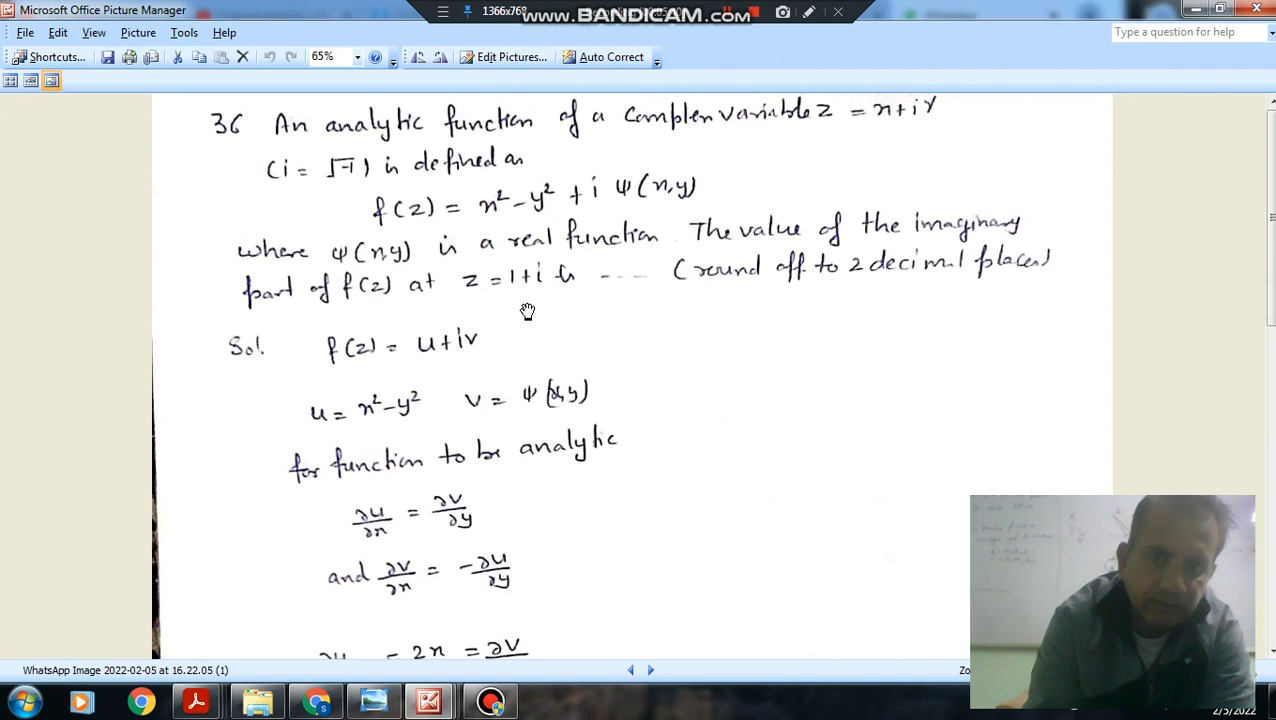 Microsoft Office Picture Manager
1366x768
www.BANDICAM.com
File Edit View Picture Tools Help
Type a question for help
Shortcuts...
65%
Edit Pictures...
Auto Correct
36 An analytic function of a complex variable z = x+iy
(i = √-1) is defined as
f(z) = x² - y² + i ψ(x,y)
where ψ(x,y) is a real function. The value of the imaginary
part of f(z) at z = 1+i is ---- (round off to 2 decimal places)
Sol. f(z) = u+iv
u = x²-y² v = ψ(x,y)
for function to be analytic
∂u/∂x = ∂v/∂y
and ∂v/∂x = -∂u/∂y
∂u = 2x = ∂v
WhatsApp Image 2022-02-05 at 16.22.05 (1)
2/5/2022